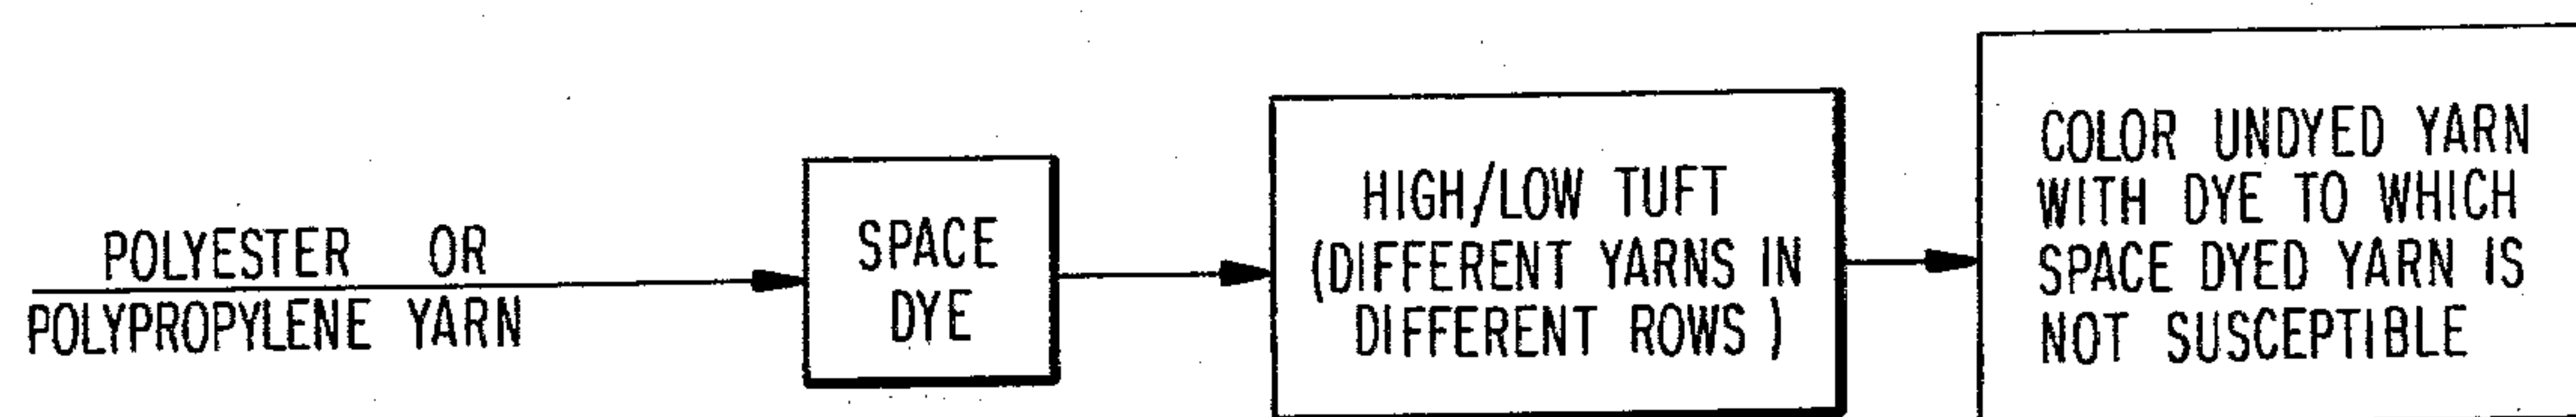 POLYESTER OR
POLYPROPYLENE YARN
SPACE
DYE
HIGH/LOW TUFT
(DIFFERENT YARNS IN
DIFFERENT ROWS)
COLOR UNDYED YARN
WITH DYE TO WHICH
SPACE DYED YARN IS
NOT SUSCEPTIBLE